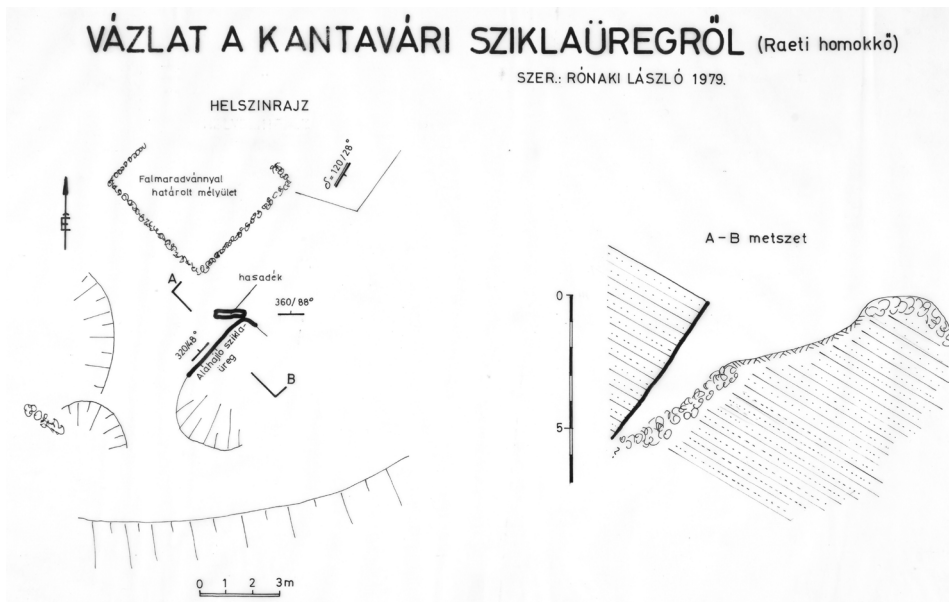 VÁZLAT A KANTAVÁRI SZIKLAÜREGRŐL (Raeti homokkő)
SZER.: RÓNAKI LÁSZLÓ 1979.
HELSZINRAJZ
Falmaradvánnyal
határolt mélyület
δ=120/28°
É
A
hasadék
360/88°
320/48°
Aláhajló szikla-
üreg
B
0 1 2 3m
A-B metszet
0
5
?